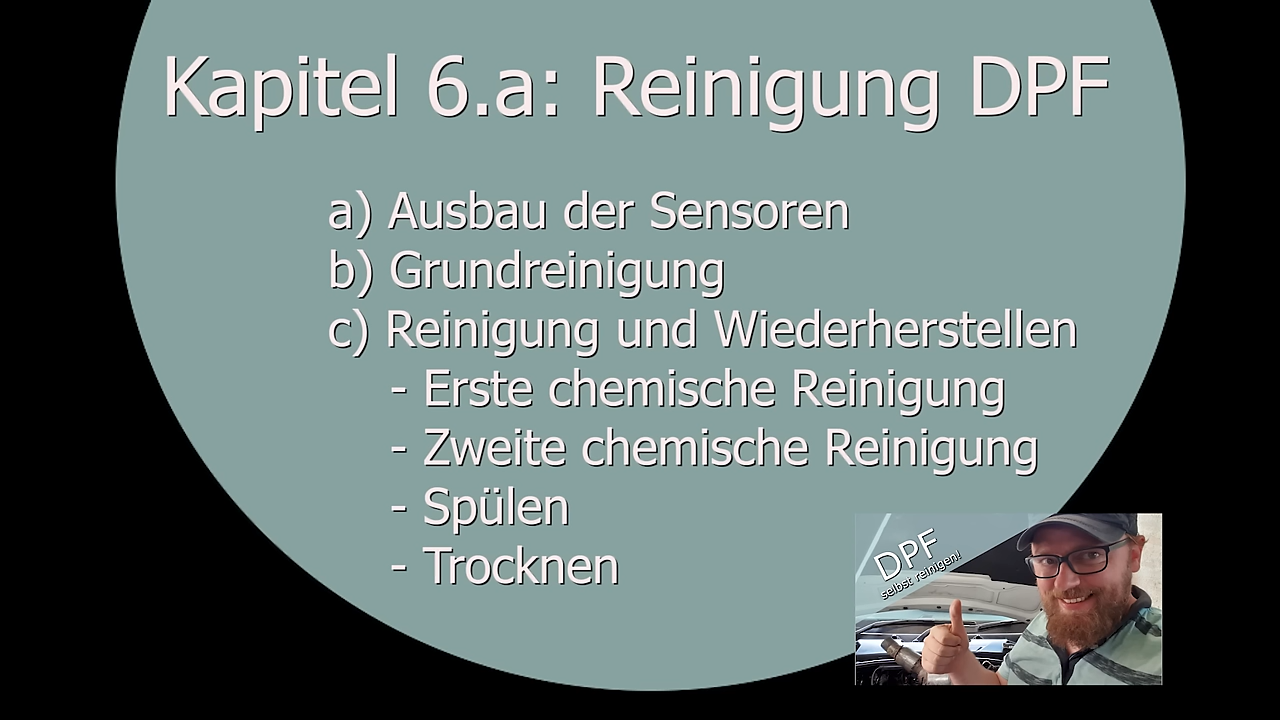 Kapitel 6.a: Reinigung DPF
a) Ausbau der Sensoren
b) Grundreinigung
c) Reinigung und Wiederherstellen
- Erste chemische Reinigung
- Zweite chemische Reinigung
- Spülen
- Trocknen
DPF
selbst reinigen!